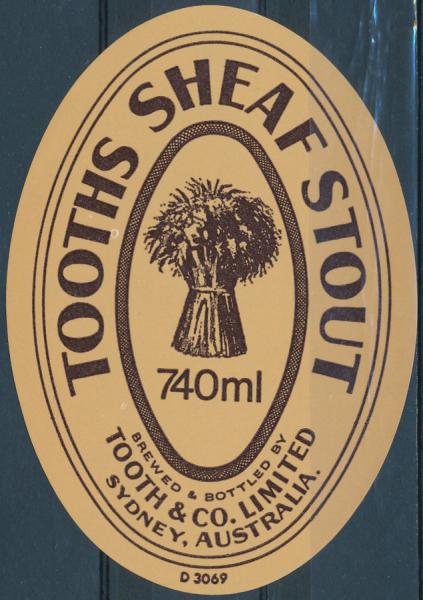 TOOTHS SHEAF STOUT
740ml
BREWED & BOTTLED BY
TOOTH & CO. LIMITED
SYDNEY, AUSTRALIA.
D 3069